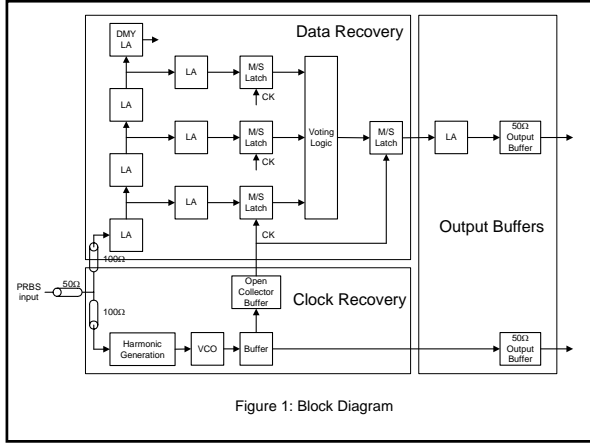 Data Recovery
DMY
LA
LA
M/S
Latch
CK
LA
LA
M/S
Latch
CK
Voting
Logic
M/S
Latch
LA
50Ω
Output
Buffer
LA
LA
M/S
Latch
CK
LA
Output Buffers
100Ω
PRBS
input
50Ω
100Ω
Open
Collector
Buffer
Clock Recovery
Harmonic
Generation
VCO
Buffer
50Ω
Output
Buffer
Figure 1: Block Diagram